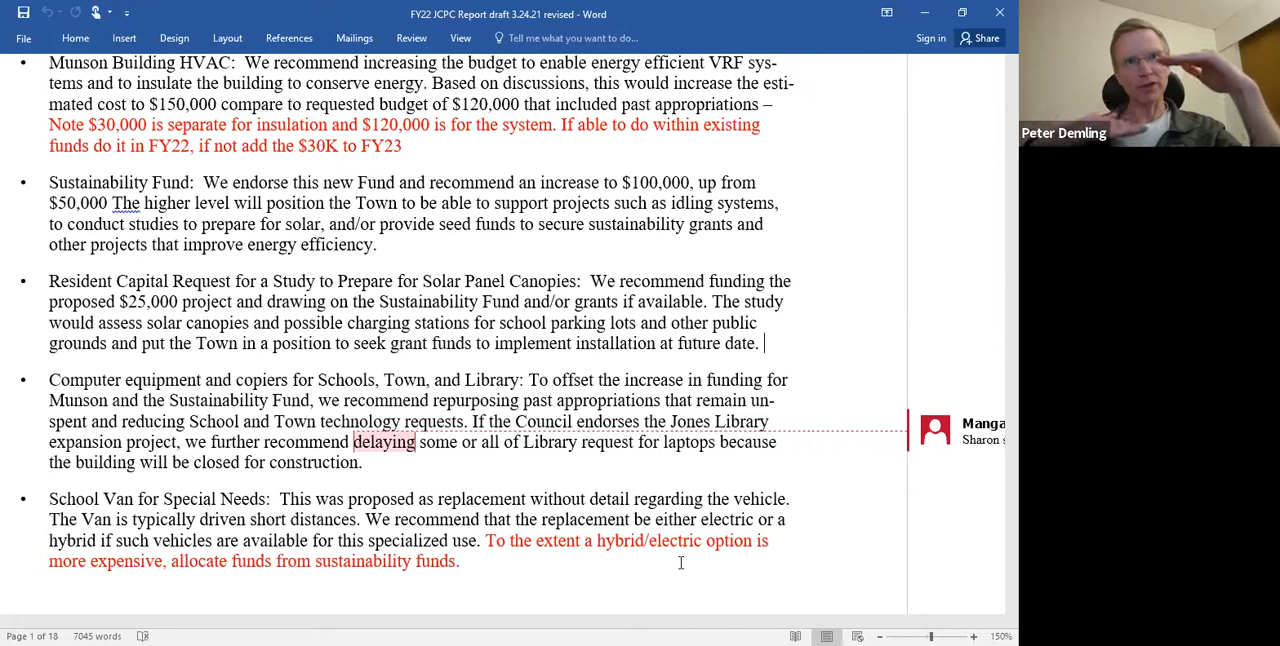 FY22 JCPC Report draft 3.24.21 revised - Word
File Home Insert Design Layout References Mailings Review View Tell me what you want to do... Sign in Share
• Munson Building HVAC: We recommend increasing the budget to enable energy efficient VRF sys-
tems and to insulate the building to conserve energy. Based on discussions, this would increase the esti-
mated cost to $150,000 compare to requested budget of $120,000 that included past appropriations –
Note $30,000 is separate for insulation and $120,000 is for the system. If able to do within existing
funds do it in FY22, if not add the $30K to FY23
• Sustainability Fund: We endorse this new Fund and recommend an increase to $100,000, up from
$50,000 The higher level will position the Town to be able to support projects such as idling systems,
to conduct studies to prepare for solar, and/or provide seed funds to secure sustainability grants and
other projects that improve energy efficiency.
• Resident Capital Request for a Study to Prepare for Solar Panel Canopies: We recommend funding the
proposed $25,000 project and drawing on the Sustainability Fund and/or grants if available. The study
would assess solar canopies and possible charging stations for school parking lots and other public
grounds and put the Town in a position to seek grant funds to implement installation at future date.
• Computer equipment and copiers for Schools, Town, and Library: To offset the increase in funding for
Munson and the Sustainability Fund, we recommend repurposing past appropriations that remain un-
spent and reducing School and Town technology requests. If the Council endorses the Jones Library
expansion project, we further recommend delaying some or all of Library request for laptops because
the building will be closed for construction.
• School Van for Special Needs: This was proposed as replacement without detail regarding the vehicle.
The Van is typically driven short distances. We recommend that the replacement be either electric or a
hybrid if such vehicles are available for this specialized use. To the extent a hybrid/electric option is
more expensive, allocate funds from sustainability funds.
Manga
Sharon s
Page 1 of 18 7045 words 150%
Peter Demling